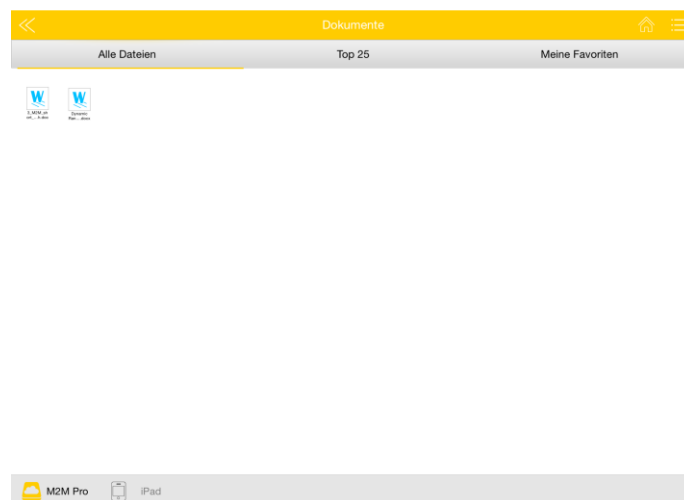 Dokumente
Alle Dateien
Top 25
Meine Favoriten
W
W
M2M Pro
iPad